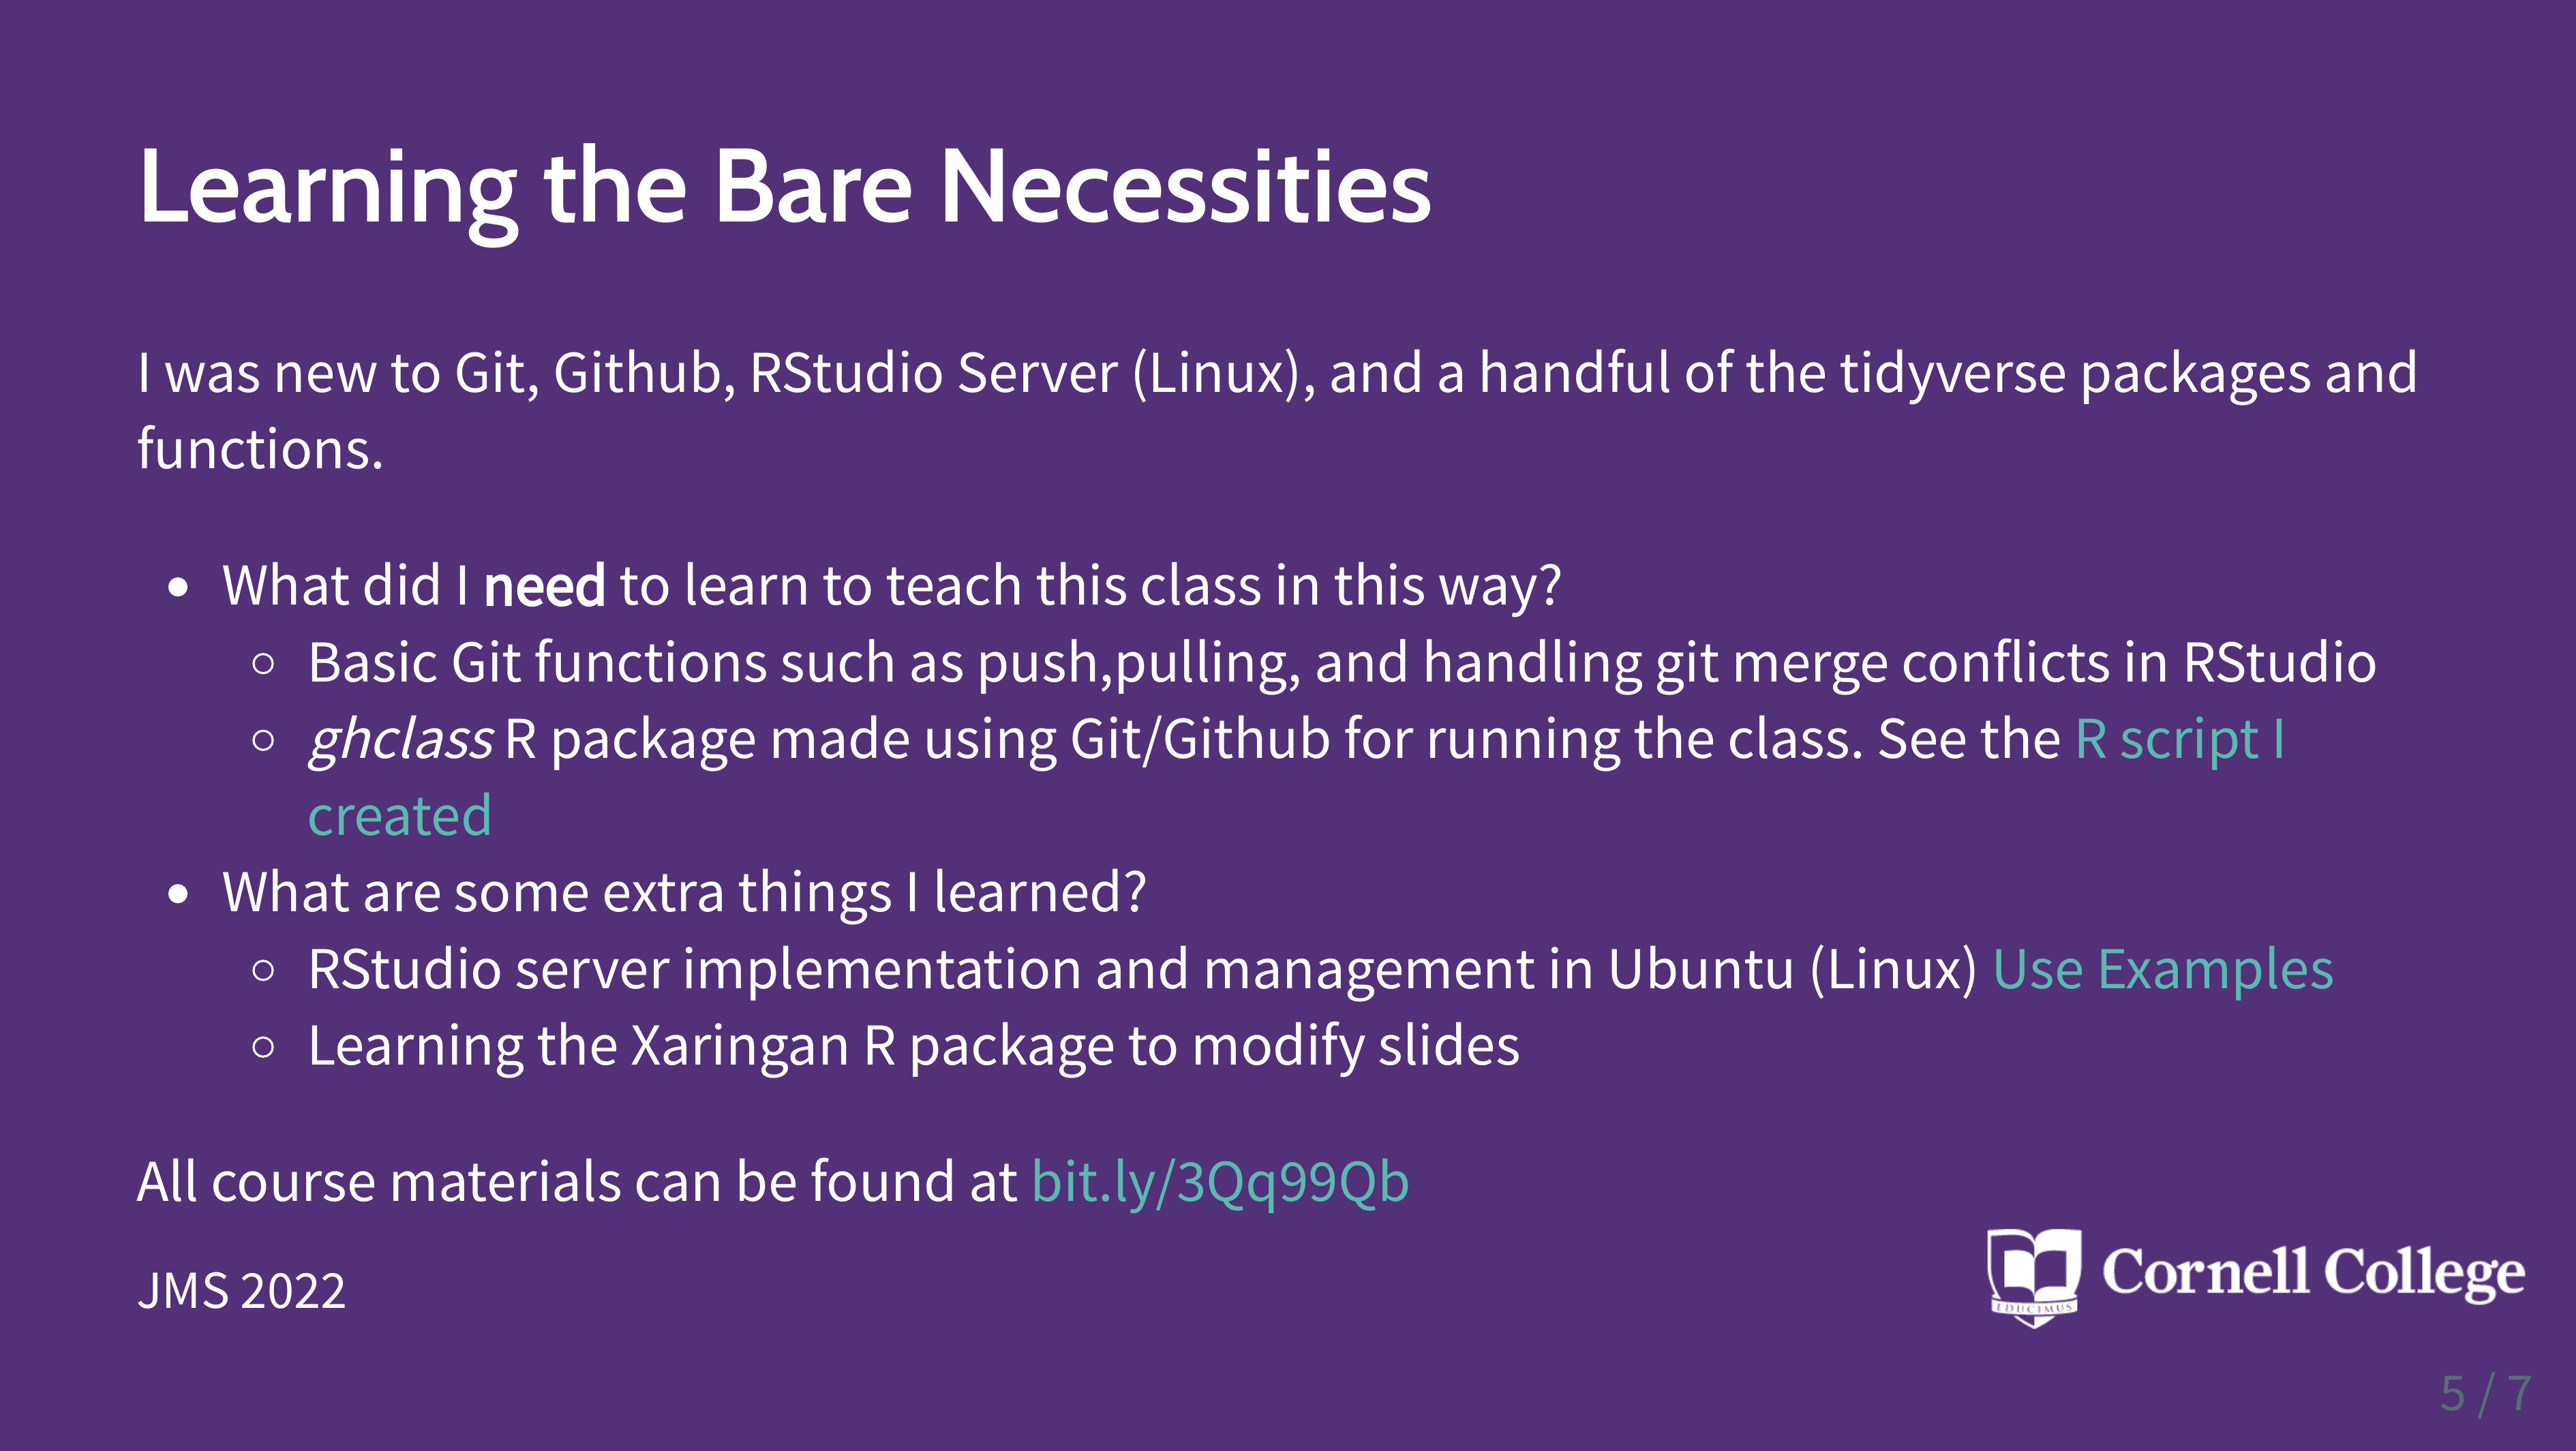 Learning the Bare Necessities
I was new to Git, Github, RStudio Server (Linux), and a handful of the tidyverse packages and
functions.
• What did I need to learn to teach this class in this way?
○ Basic Git functions such as push,pulling, and handling git merge conflicts in RStudio
○ ghclass R package made using Git/Github for running the class. See the R script I
created
• What are some extra things I learned?
○ RStudio server implementation and management in Ubuntu (Linux) Use Examples
○ Learning the Xaringan R package to modify slides
All course materials can be found at bit.ly/3Qq99Qb
JMS 2022
EDUCIMUS
Cornell College
5 / 7